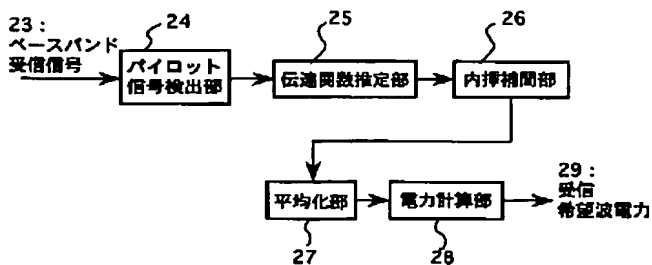 23：
ベースバンド
受信信号
24
パイロット
信号検出部
25
伝達関数推定部
26
内挿補間部
平均化部
27
電力計算部
28
29：
受信
希望波電力